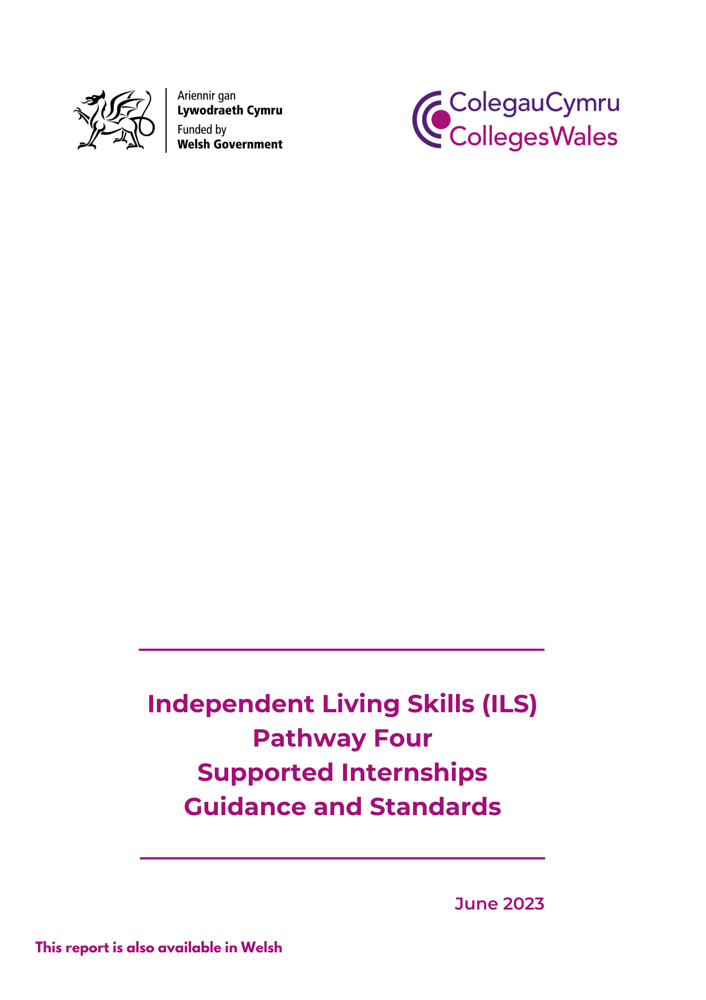 Ariennir gan
Lywodraeth Cymru
Funded by
Welsh Government
ColegauCymru
CollegesWales
Independent Living Skills (ILS)
Pathway Four
Supported Internships
Guidance and Standards
June 2023
This report is also available in Welsh